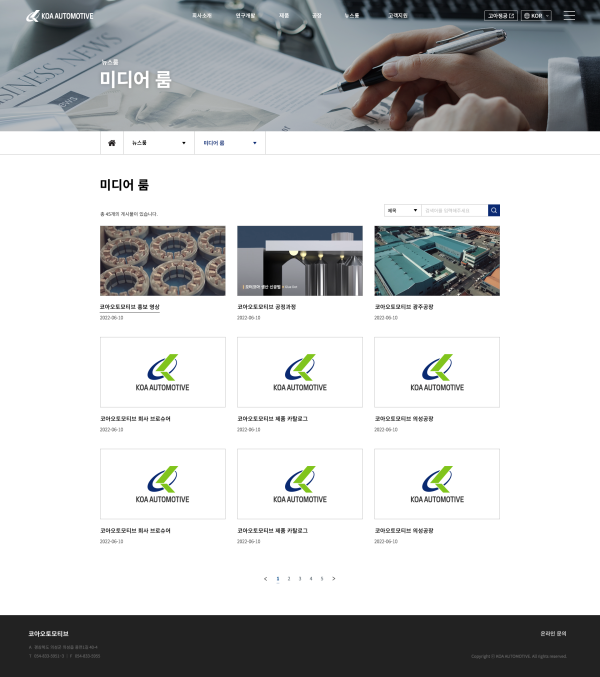 KOA AUTOMOTIVE
회사소개 연구개발 제품 공장 뉴스룸 고객지원
코아성공 KOR
NEWS
뉴스룸
미디어 룸
뉴스룸 미디어 룸
미디어 룸
총 45개의 게시물이 있습니다.
제목 검색어를 입력해주세요
코아오토모티브 홍보 영상 코아오토모티브 공정과정 코아오토모티브 광주공장
2022-06-10 2022-06-10 2022-06-10
KOA AUTOMOTIVE KOA AUTOMOTIVE KOA AUTOMOTIVE
코아오토모티브 회사 브로슈어 코아오토모티브 제품 카탈로그 코아오토모티브 의성공장
2022-06-10 2022-06-10 2022-06-10
KOA AUTOMOTIVE KOA AUTOMOTIVE KOA AUTOMOTIVE
코아오토모티브 회사 브로슈어 코아오토모티브 제품 카탈로그 코아오토모티브 의성공장
2022-06-10 2022-06-10 2022-06-10
< 1 2 3 4 5 >
코아오토모티브 온라인 문의
Copyright ⓒ KOA AUTOMOTIVE. All rights reserved.